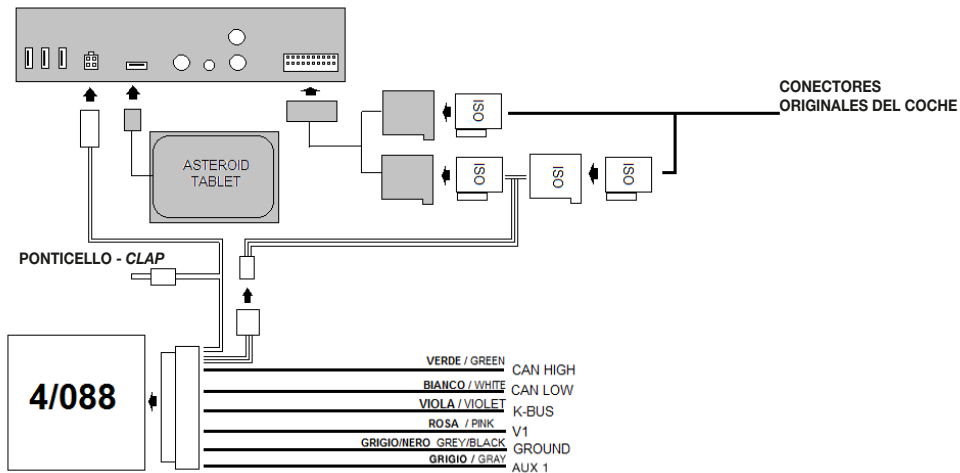 CONECTORES
ORIGINALES DEL COCHE
ISO
ASTEROID
TABLET
ISO
ISO
ISO
PONTICELLO - CLAP
4/088
VERDE / GREEN CAN HIGH
BIANCO / WHITE CAN LOW
VIOLA / VIOLET K-BUS
ROSA / PINK V1
GRIGIO/NERO GREY/BLACK GROUND
GRIGIO / GRAY AUX 1